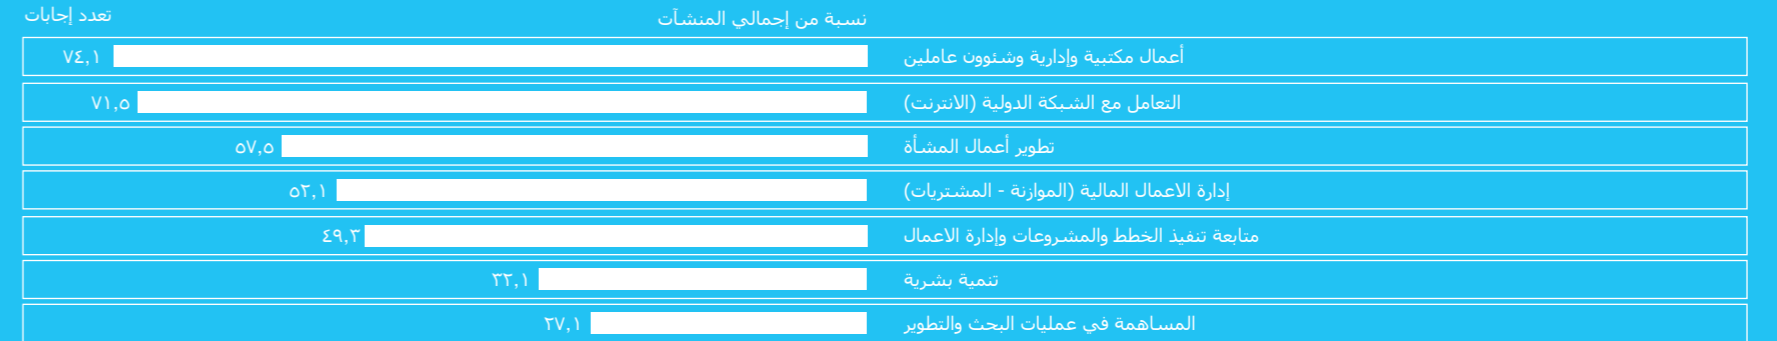 نسبة من إجمالي المنشآت تعدد إجابات
أعمال مكتبية وإدارية وشئوون عاملين ٧٤,١
التعامل مع الشبكة الدولية (الانترنت) ٧١,٥
تطوير أعمال المشأة ٥٧,٥
إدارة الاعمال المالية (الموازنة - المشتريات) ٥٢,١
متابعة تنفيذ الخطط والمشروعات وإدارة الاعمال ٤٩,٣
تنمية بشرية ٣٢,١
المساهمة في عمليات البحث والتطوير ٢٧,١